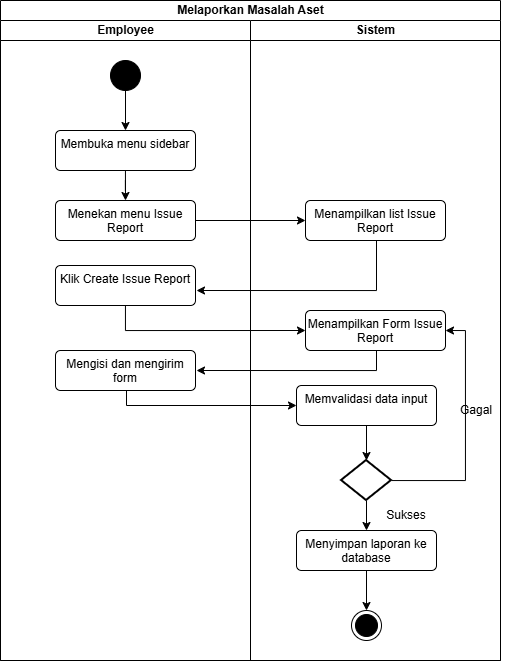 Melaporkan Masalah Aset
Employee
Sistem
Membuka menu sidebar
Menekan menu Issue
Report
Menampilkan list Issue
Report
Klik Create Issue Report
Menampilkan Form Issue
Report
Mengisi dan mengirim
form
Memvalidasi data input
Gagal
Sukses
Menyimpan laporan ke
database